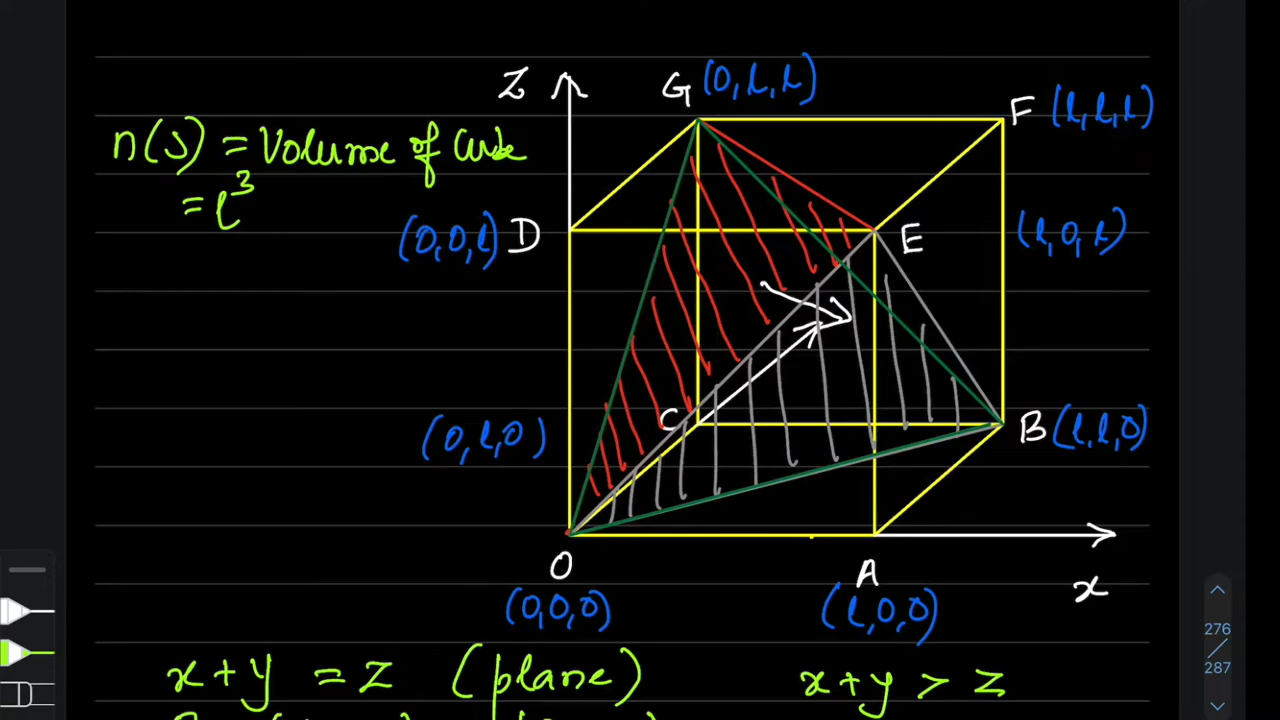 Z G (0, l, l) F (l, l, l)
n(s) = Volume of Cube
= l³
(0, 0, l) D E (l, 0, l)
(0, l, 0) C B (l, l, 0)
O A x
(0, 0, 0) (l, 0, 0)
276
/
287
x + y = z (plane) x + y > z